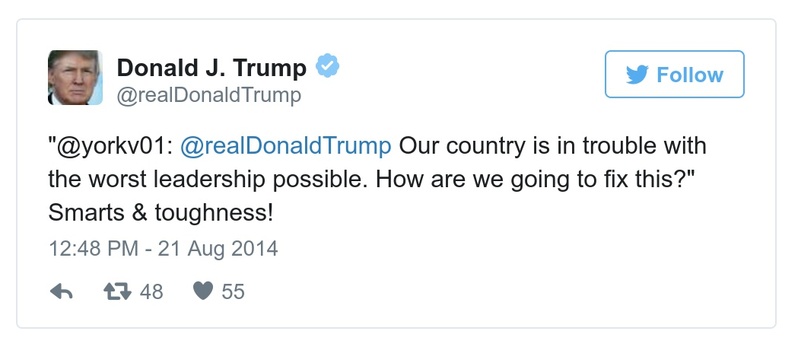 Donald J. Trump
@realDonaldTrump
Follow
"@yorkv01: @realDonaldTrump Our country is in trouble with
the worst leadership possible. How are we going to fix this?"
Smarts & toughness!
12:48 PM - 21 Aug 2014
48 55